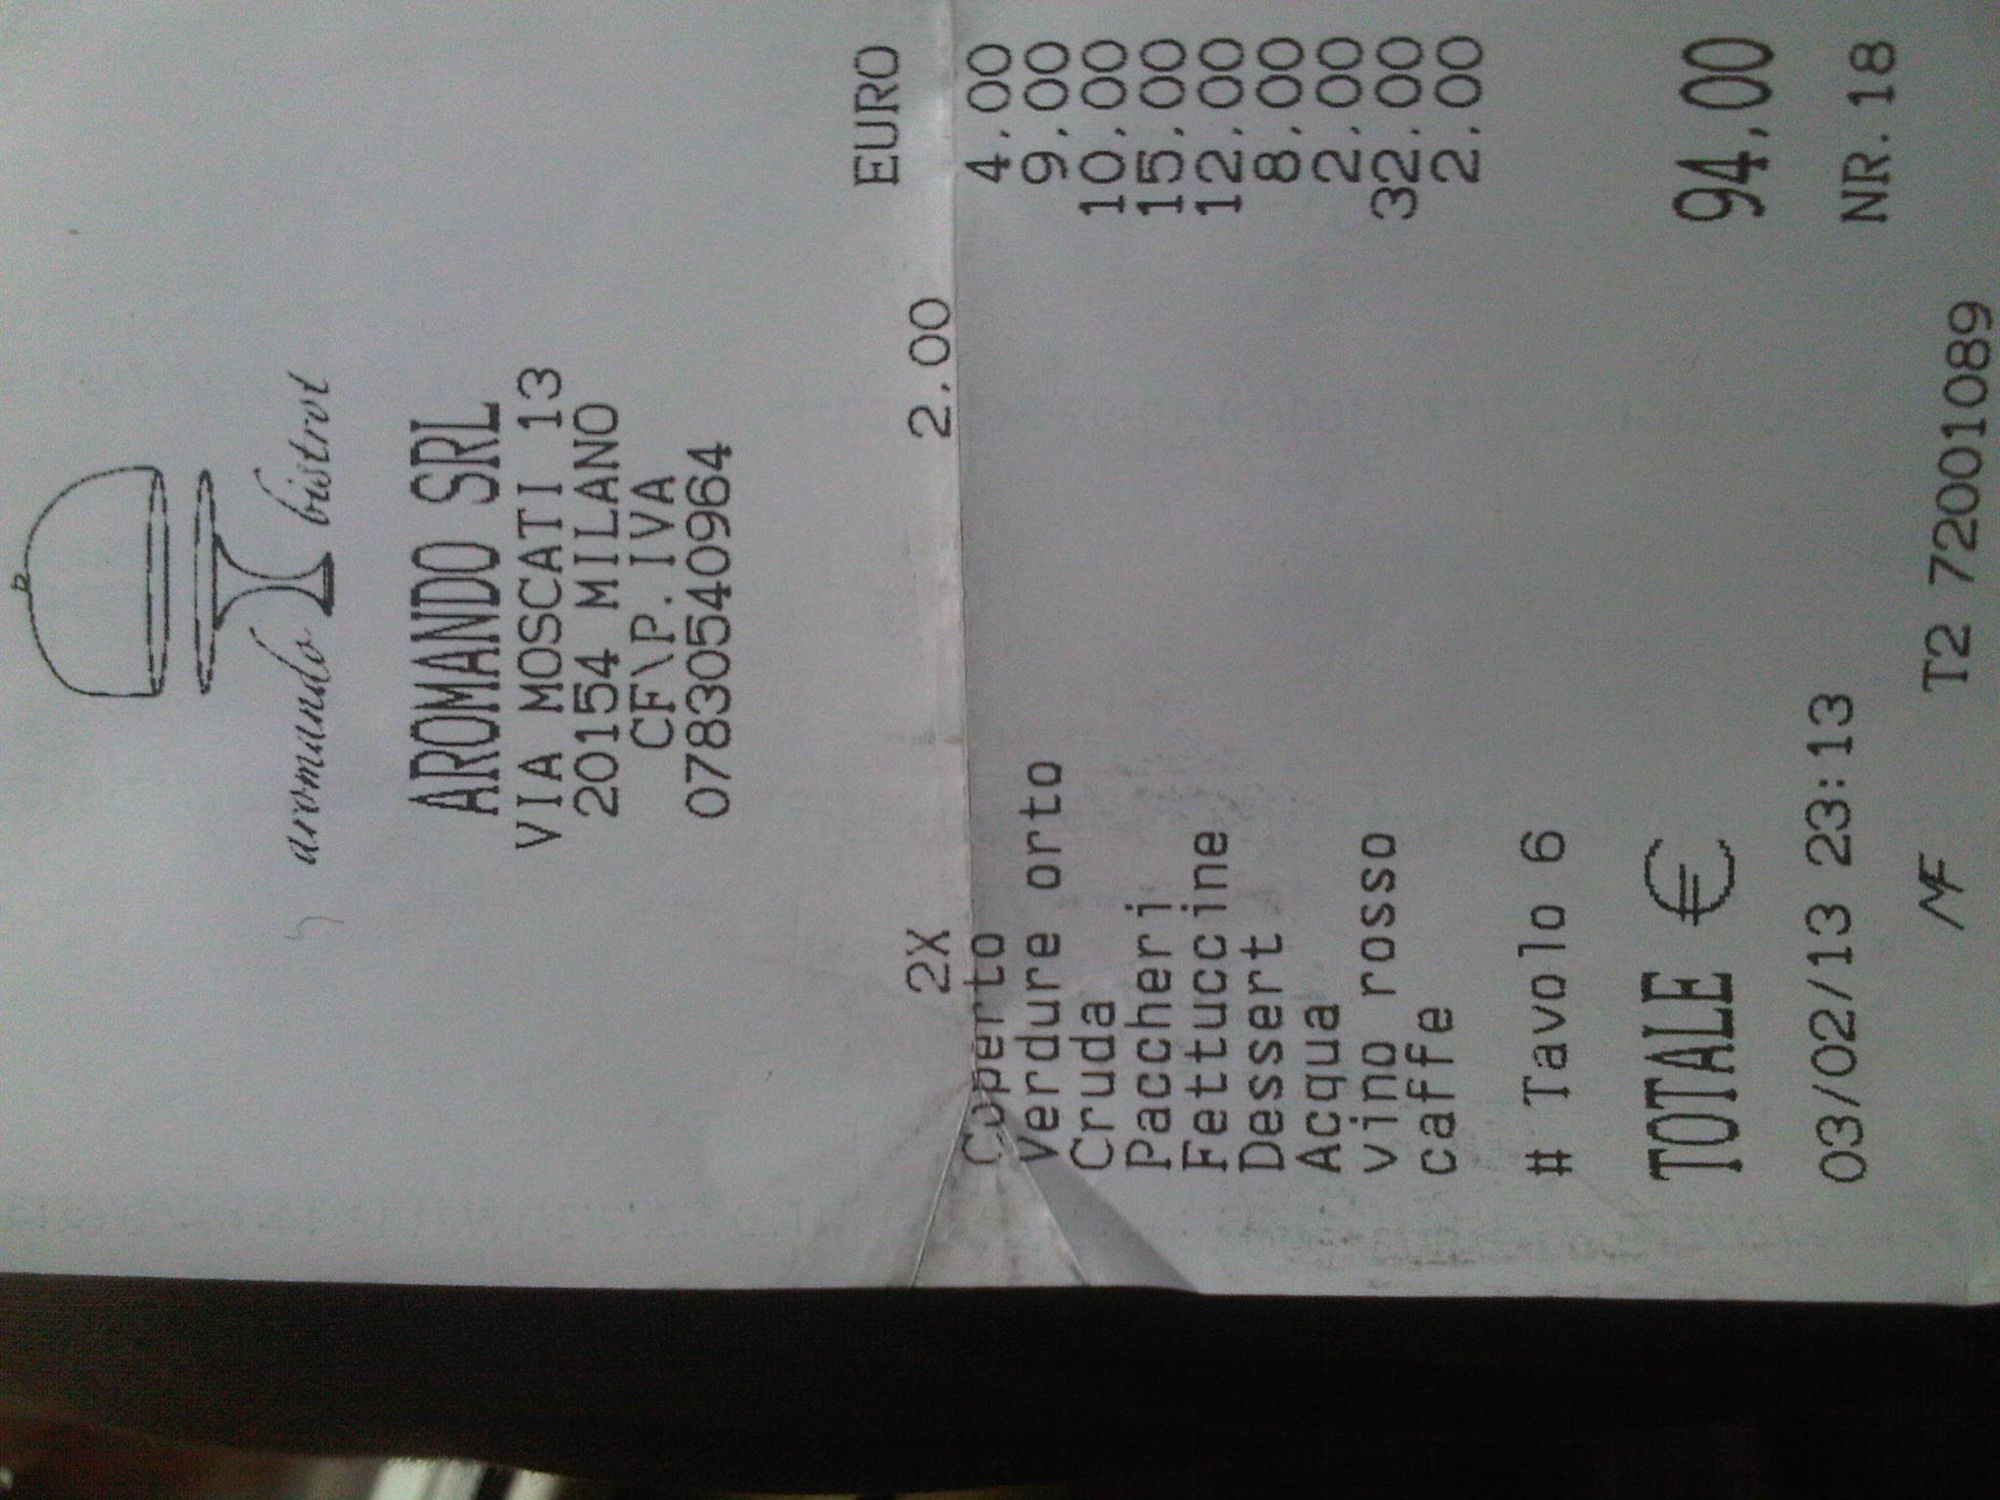 aromando bistrot
AROMANDO SRL
VIA MOSCATI 13
20154 MILANO
CF\P.IVA
07830540964
EURO
2X 2.00
Coperto 4.00
Verdure orto 9.00
Cruda 10.00
Paccheri 15.00
Fettuccine 12.00
Dessert 8.00
Acqua 2.00
vino rosso 32.00
caffe 2.00
# Tavolo 6
TOTALE € 94,00
03/02/13 23:13 NR.18
MF T2 72001089